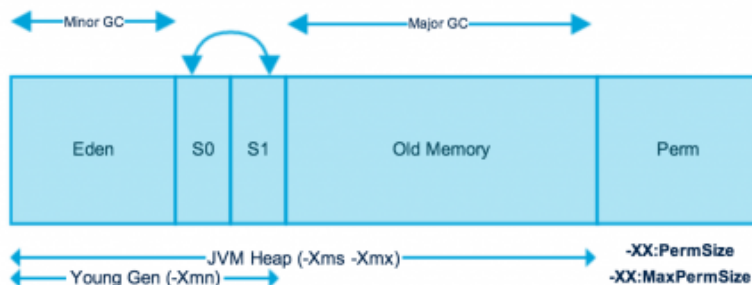 Minor GC
Major GC
Eden
S0
S1
Old Memory
Perm
JVM Heap (-Xms -Xmx)
-XX:PermSize
Young Gen (-Xmn)
-XX:MaxPermSize